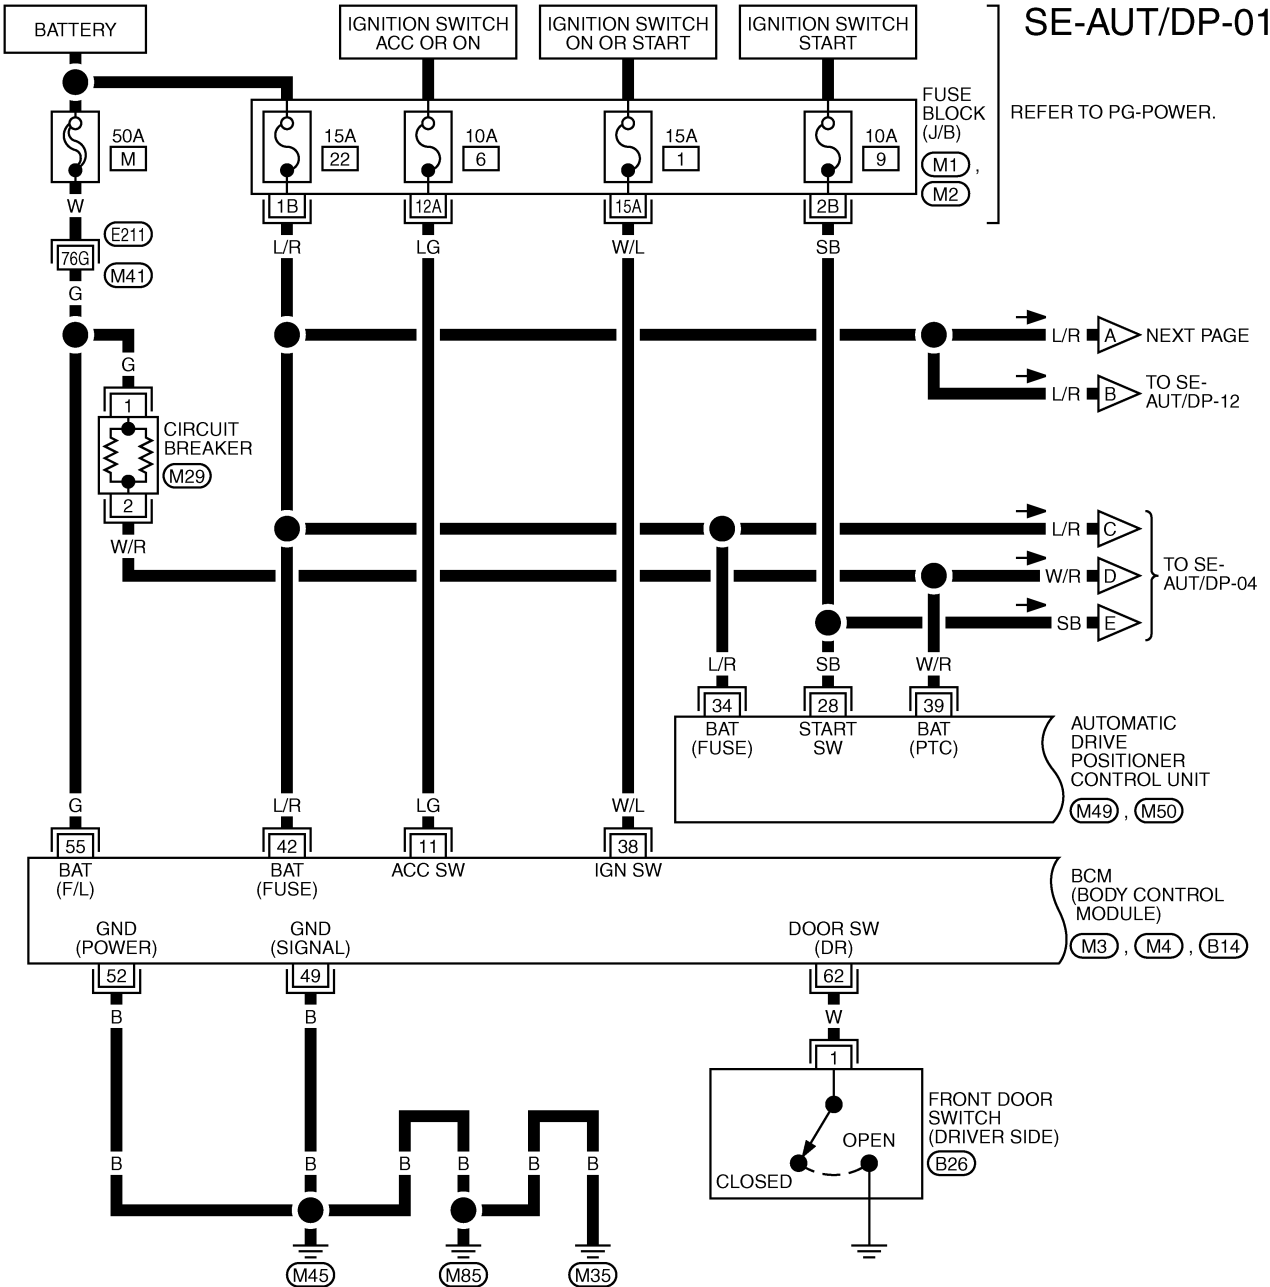 SE-AUT/DP-01
BATTERY
IGNITION SWITCH
ACC OR ON
IGNITION SWITCH
ON OR START
IGNITION SWITCH
START
FUSE
BLOCK
(J/B)
M1 ,
M2
REFER TO PG-POWER.
50A
M
15A
22
10A
6
15A
1
10A
9
W
1B
12A
15A
2B
E211
76G
M41
L/R
LG
W/L
SB
G
L/R
A
NEXT PAGE
G
L/R
B
TO SE-
AUT/DP-12
1
CIRCUIT
BREAKER
M29
2
W/R
L/R
C
W/R
D
SB
E
TO SE-
AUT/DP-04
L/R
SB
W/R
34
28
39
BAT
(FUSE)
START
SW
BAT
(PTC)
AUTOMATIC
DRIVE
POSITIONER
CONTROL UNIT
M49 , M50
G
L/R
LG
W/L
55
42
11
38
BAT
(F/L)
BAT
(FUSE)
ACC SW
IGN SW
BCM
(BODY CONTROL
MODULE)
M3 , M4 , B14
GND
(POWER)
GND
(SIGNAL)
DOOR SW
(DR)
52
49
62
B
B
W
1
FRONT DOOR
SWITCH
(DRIVER SIDE)
B26
OPEN
CLOSED
B
B
B
B
B
B
M45
M85
M35